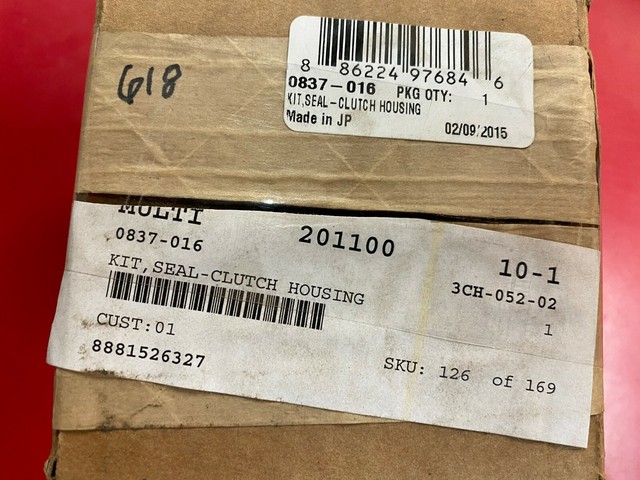 618
8 86224 97684 6
0837-016 PKG QTY: 1
KIT,SEAL-CLUTCH HOUSING
Made in JP 02/09/2015
MULTI 201100 10-1
0837-016 3CH-052-02
KIT,SEAL-CLUTCH HOUSING 1
CUST:01
8881526327 SKU: 126 of 169